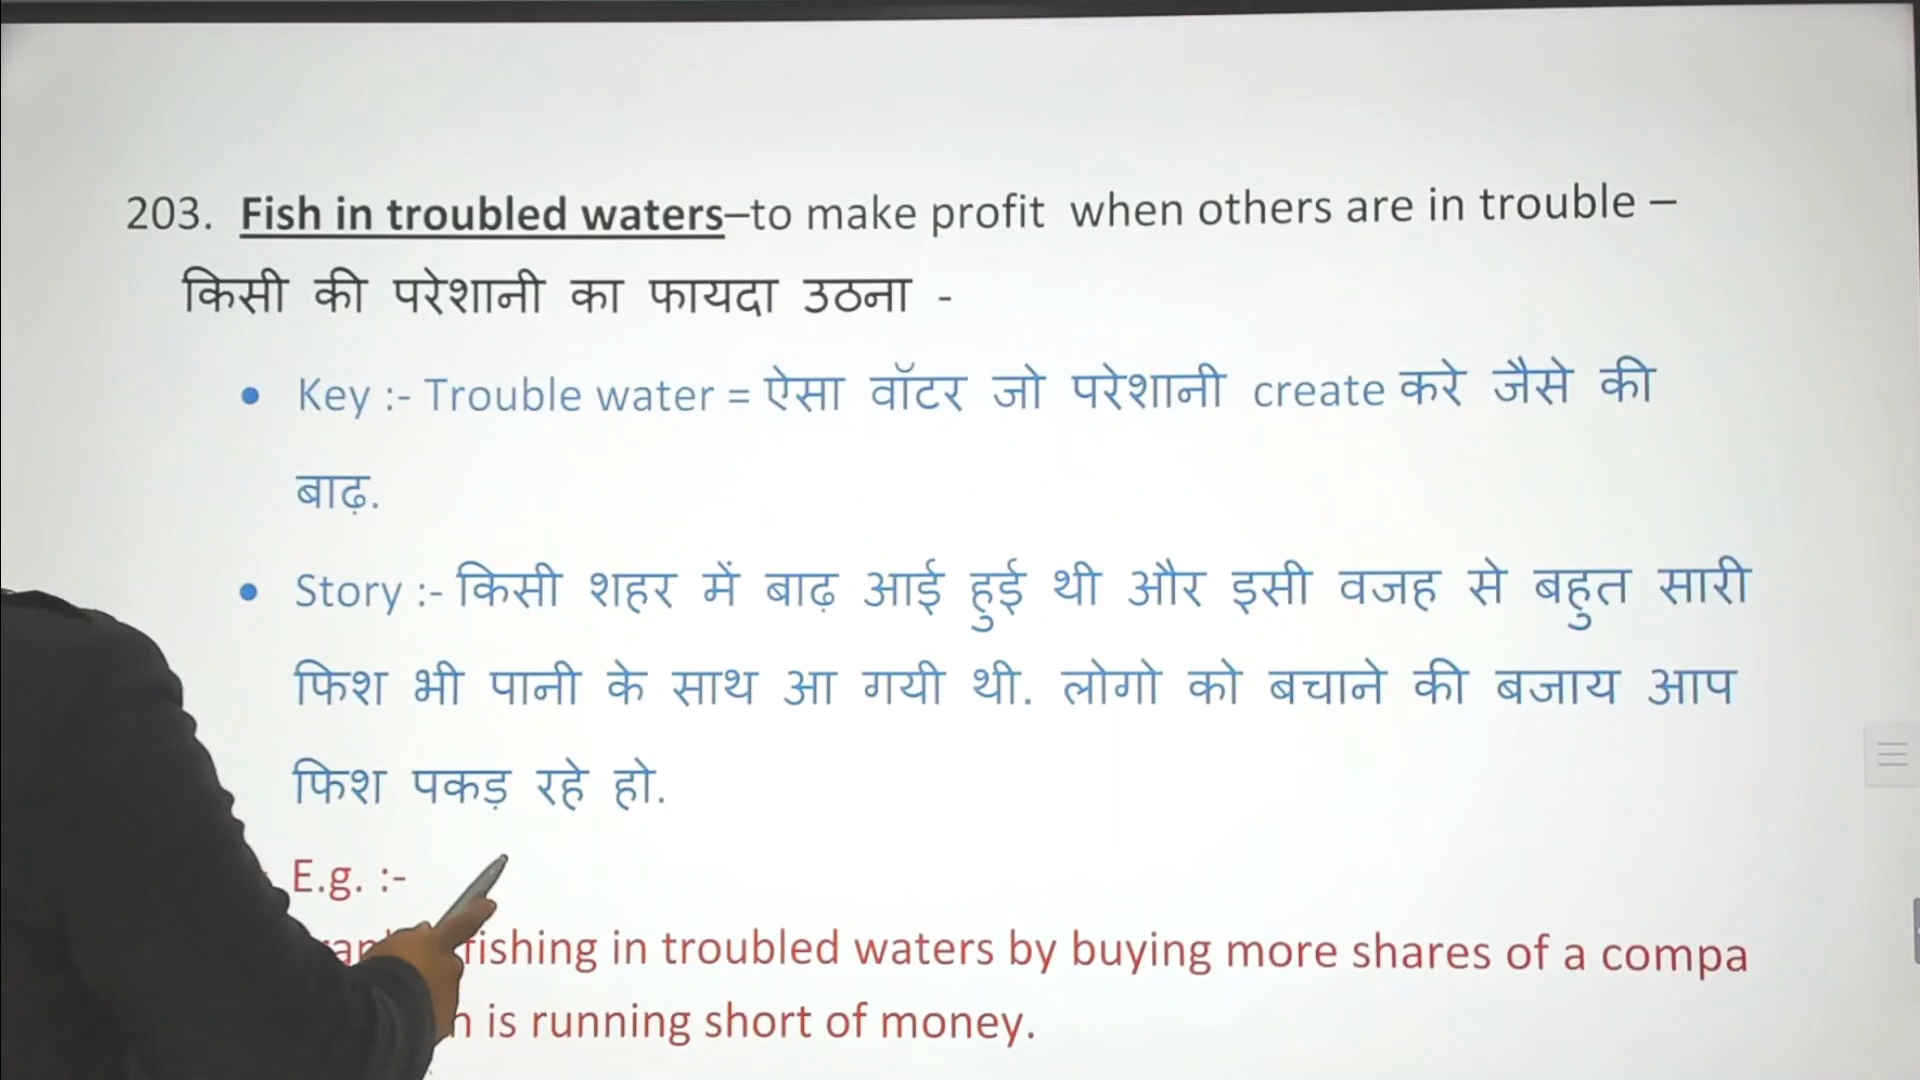 203. Fish in troubled waters–to make profit when others are in trouble –
किसी की परेशानी का फायदा उठना -
• Key :- Trouble water = ऐसा वॉटर जो परेशानी create करे जैसे की
बाढ़.
• Story :- किसी शहर में बाढ़ आई हुई थी और इसी वजह से बहुत सारी
फिश भी पानी के साथ आ गयी थी. लोगो को बचाने की बजाय आप
फिश पकड़ रहे हो.
E.g. :-
fishing in troubled waters by buying more shares of a compa
is running short of money.